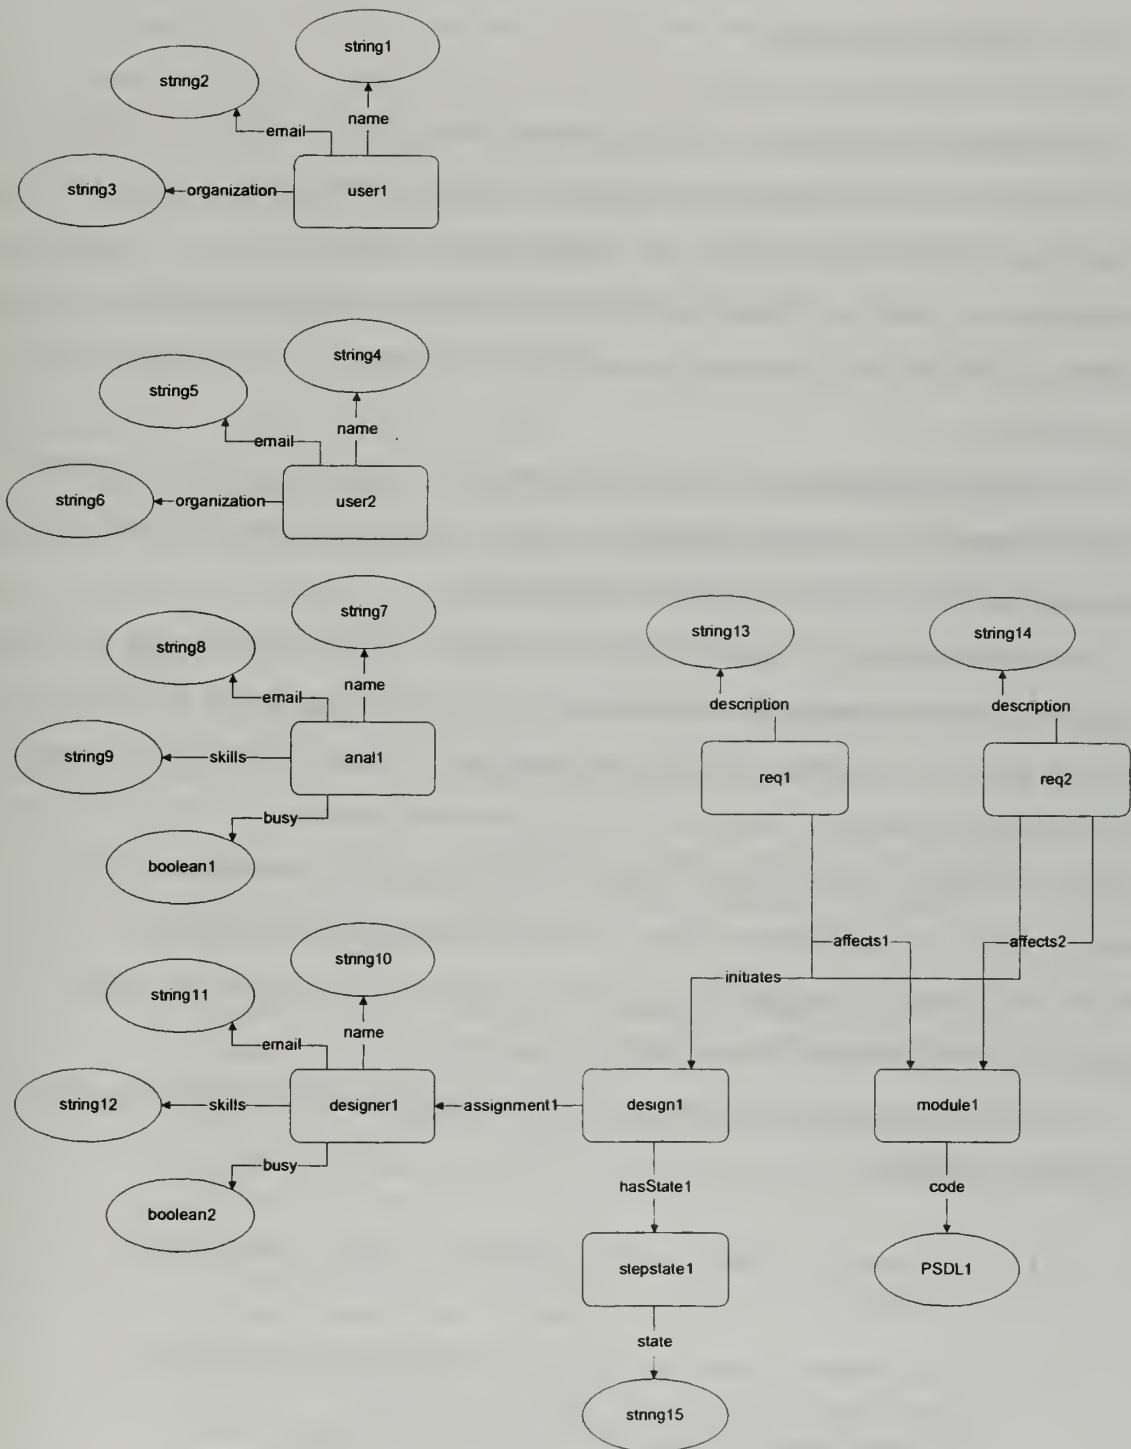 string1
string2
name
email
string3
organization
user1
string4
string5
name
email
string6
organization
user2
string7
string8
name
email
string9
skills
anal1
busy
boolean1
string13
string14
description
description
req1
req2
affects1
affects2
initiates
string10
string11
name
email
string12
skills
designer1
assignment1
design1
module1
busy
boolean2
hasState1
code
stepstate1
PSDL1
state
string15